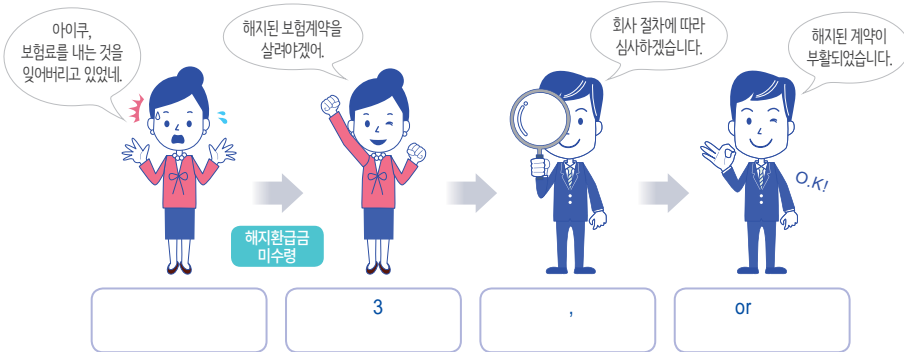 아이쿠,
보험료를 내는 것을
잊어버리고 있었네.
해지된 보험계약을
살려야겠어.
회사 절차에 따라
심사하겠습니다.
해지된 계약이
부활되었습니다.
O.K!
해지환급금
미수령
3
,
or